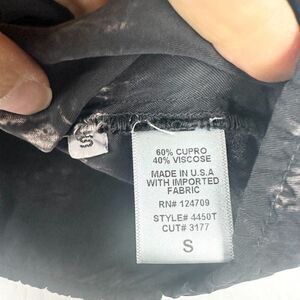 S
60% CUPRO
40% VISCOSE
MADE IN U.S.A
WITH IMPORTED
FABRIC
RN# 124709
STYLE# 4450T
CUT# 3177
S